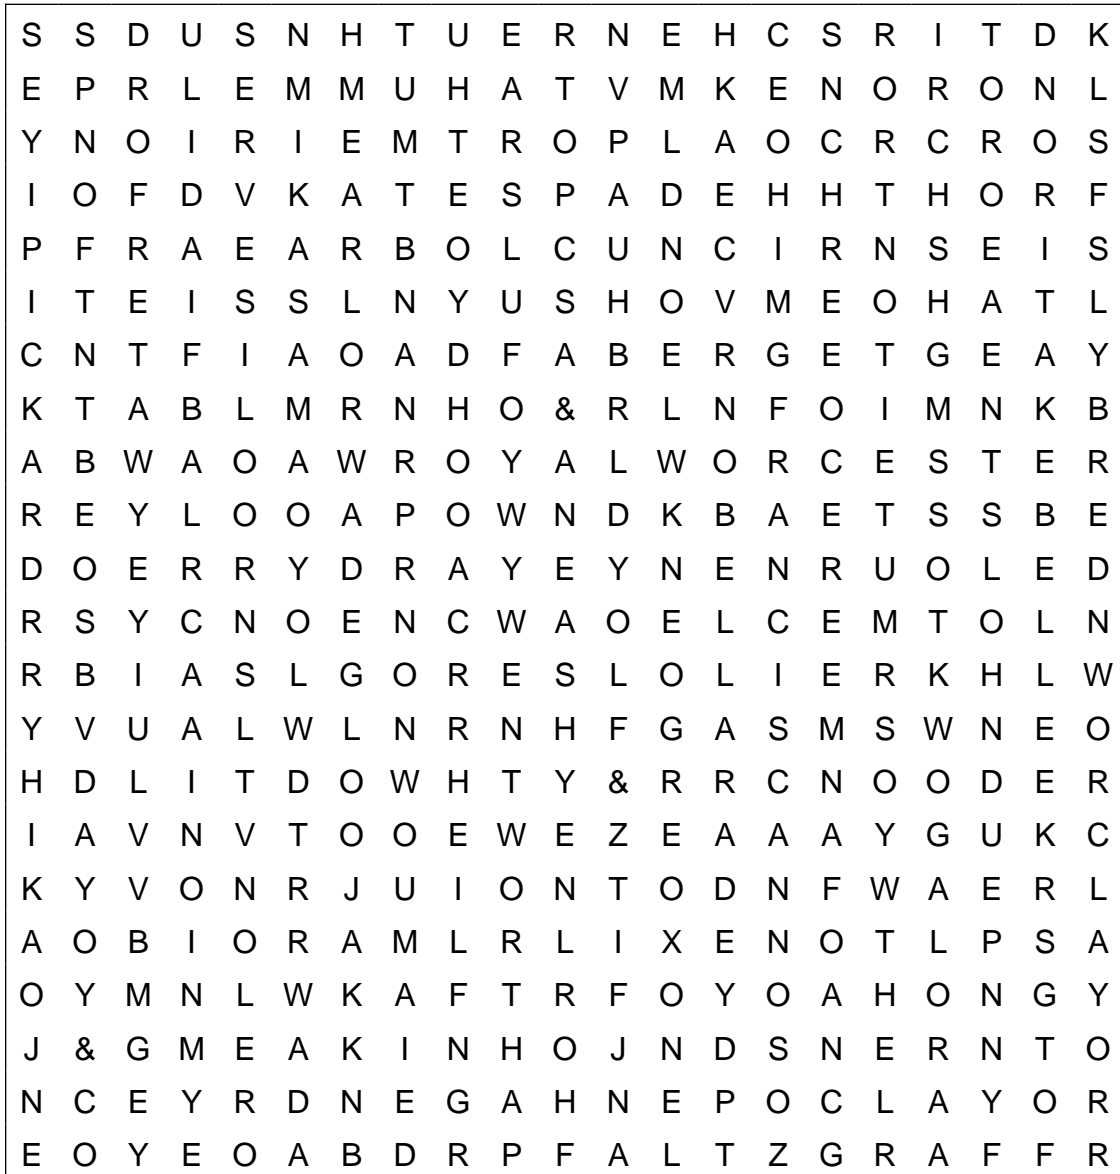 S S D U S N H T U E R N E H C S R I T D K
E P R L E M M U H A T V M K E N O R O N L
Y N O I R I E M T R O P L A O C R C R O S
I O F D V K A T E S P A D E H H T H O R F
P F R A E A R B O L C U N C I R N S E I S
I T E I S S L N Y U S H O V M E O H A T L
C N T F I A O A D F A B E R G E T G E A Y
K T A B L M R N H O & R L N F O I M N K B
A B W A O A W R O Y A L W O R C E S T E R
R E Y L O O A P O W N D K B A E T S S B E
D O E R R Y D R A Y E Y N E N R U O L E D
R S Y C N O E N C W A O E L C E M T O L N
R B I A S L G O R E S L O L I E R K H L W
Y V U A L W L N R N H F G A S M S W N E O
H D L I T D O W H T Y & R R C N O O D E R
I A V N V T O O E W E Z E A A A Y G U K C
K Y V O N R J U I O N T O D N F W A E R L
A O B I O R A M L R L I X E N O T L P S A
O Y M N L W K A F T R F O Y O A H O N G Y
J & G M E A K I N H O J N D S N E R N T O
N C E Y R D N E G A H N E P O C L A Y O R
E O Y E O A B D R P F A L T Z G R A F F R